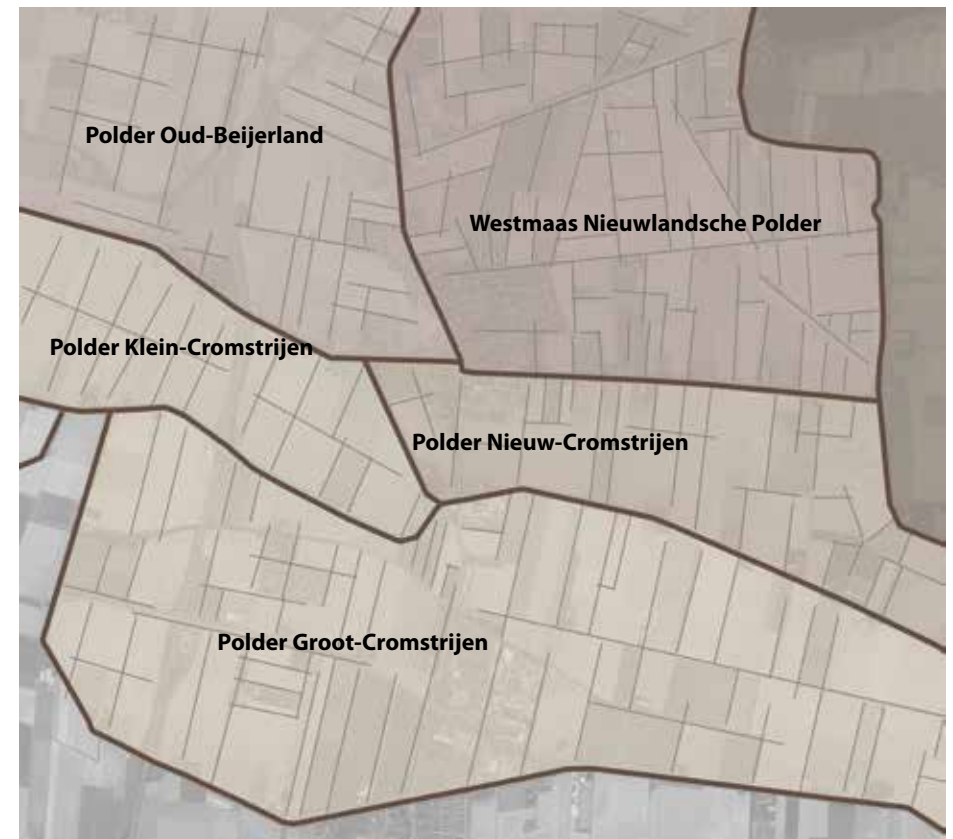 Polder Oud-Beijerland
Westmaas Nieuwlandsche Polder
Polder Klein-Cromstrijen
Polder Nieuw-Cromstrijen
Polder Groot-Cromstrijen